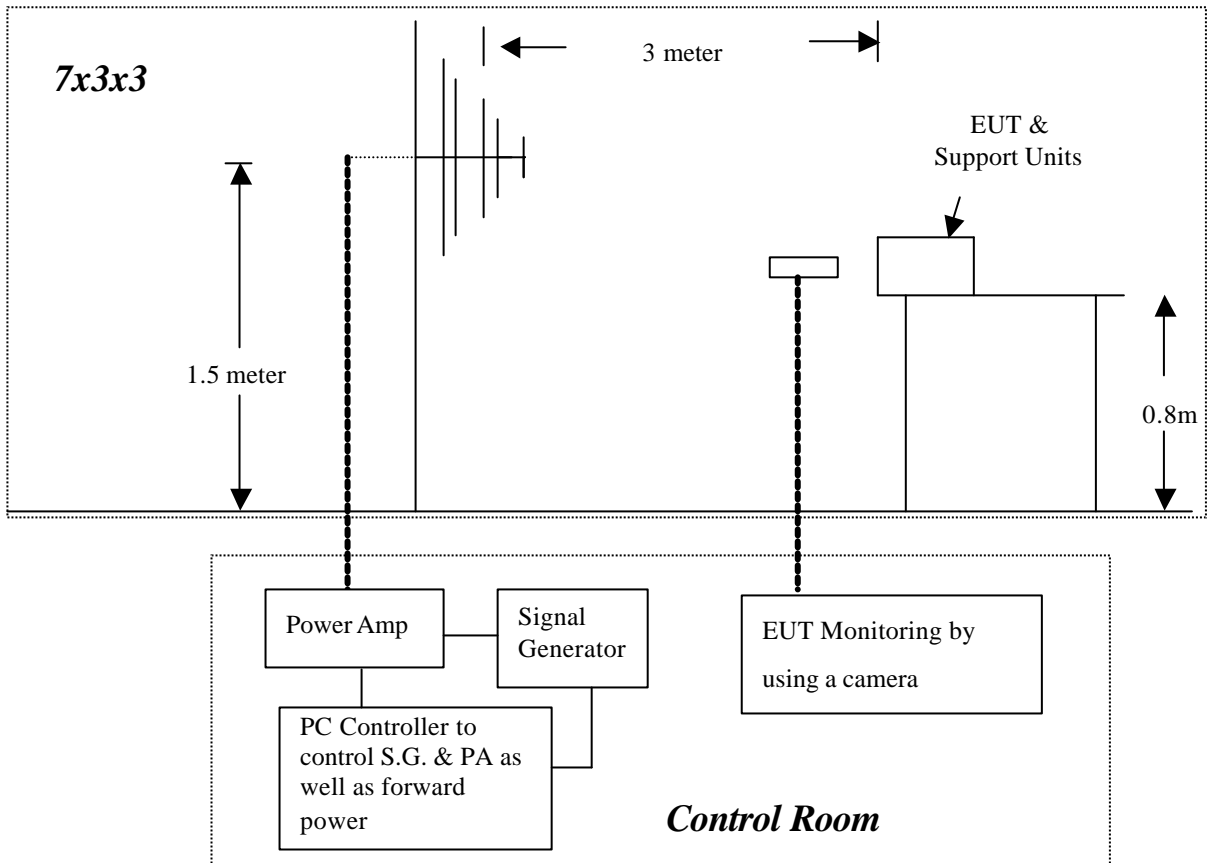 3 meter
7x3x3
EUT &
Support Units
1.5 meter
0.8m
Power Amp
Signal
Generator
EUT Monitoring by
using a camera
PC Controller to
control S.G. & PA as
well as forward
power
Control Room